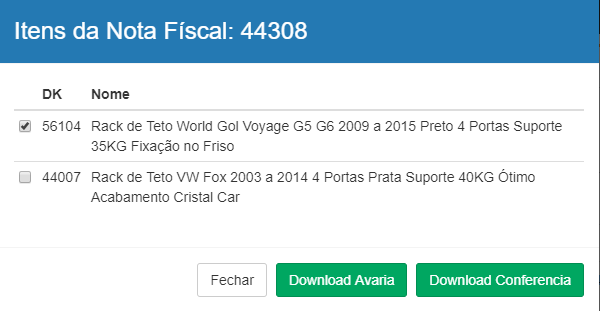 Itens da Nota Físcal: 44308
DK Nome
56104 Rack de Teto World Gol Voyage G5 G6 2009 a 2015 Preto 4 Portas Suporte
35KG Fixação no Friso
44007 Rack de Teto VW Fox 2003 a 2014 4 Portas Prata Suporte 40KG Ótimo
Acabamento Cristal Car
Fechar Download Avaria Download Conferencia